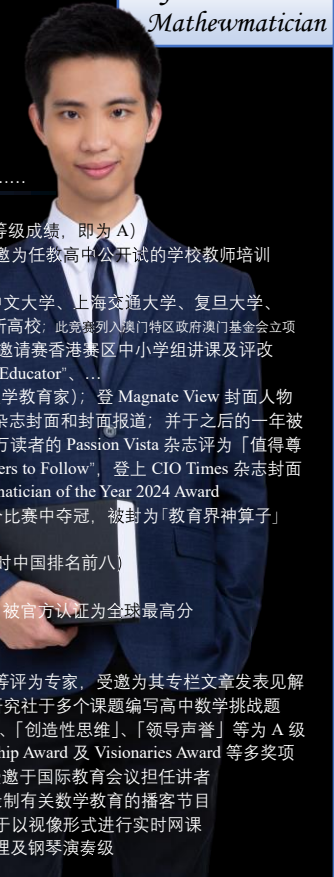 Mathewmatician
……
等级成绩，即为 A）
邀为任教高中公开试的学校教师培训
中文大学、上海交通大学、复旦大学、
所高校；此竞赛列入澳门特区政府澳门基金会立项
邀请赛香港赛区中小学组讲课及评改
Educator"、…
学教育家）；登 Magnate View 封面人物
杂志封面和封面报道；并于之后的一年被
万读者的 Passion Vista 杂志评为「值得尊
ers to Follow"，登上 CIO Times 杂志封面
matician of the Year 2024 Award
个比赛中夺冠，被封为「教育界神算子」
时中国排名前八）
被官方认证为全球最高分
等评为专家，受邀为其专栏文章发表见解
研究社于多个课题编写高中数学挑战题
、「创造性思维」、「领导声誉」等为 A 级
hip Award 及 Visionaries Award 等多奖项
邀于国际教育会议担任讲者
录制有关数学教育的播客节目
于以视像形式进行实时网课
理及钢琴演奏级